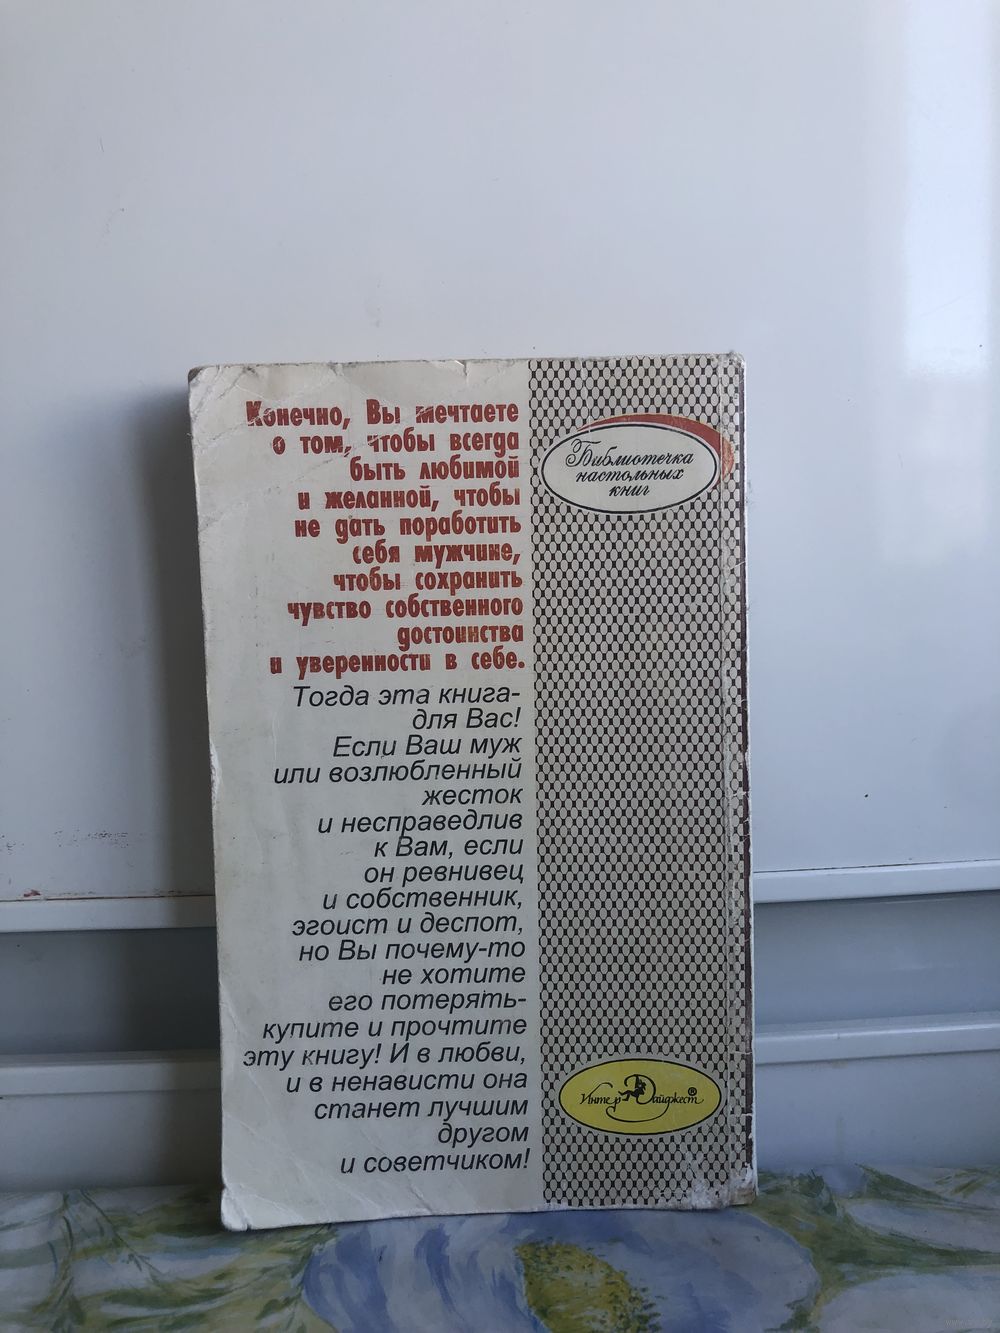 Конечно, Вы мечтаете
о том, чтобы всегда
быть любимой
и желанной, чтобы
не дать поработить
себя мужчине,
чтобы сохранить
чувство собственного
достоинства
и уверенности в себе.
Тогда эта книга-
для Вас!
Если Ваш муж
или возлюбленный
жесток
и несправедлив
к Вам, если
он ревнивец
и собственник,
эгоист и деспот,
но Вы почему-то
не хотите
его потерять-
купите и прочтите
эту книгу! И в любви,
и в ненависти она
станет лучшим
другом
и советчиком!
Библиотечка
настольных
книг
Интер Дайджест®